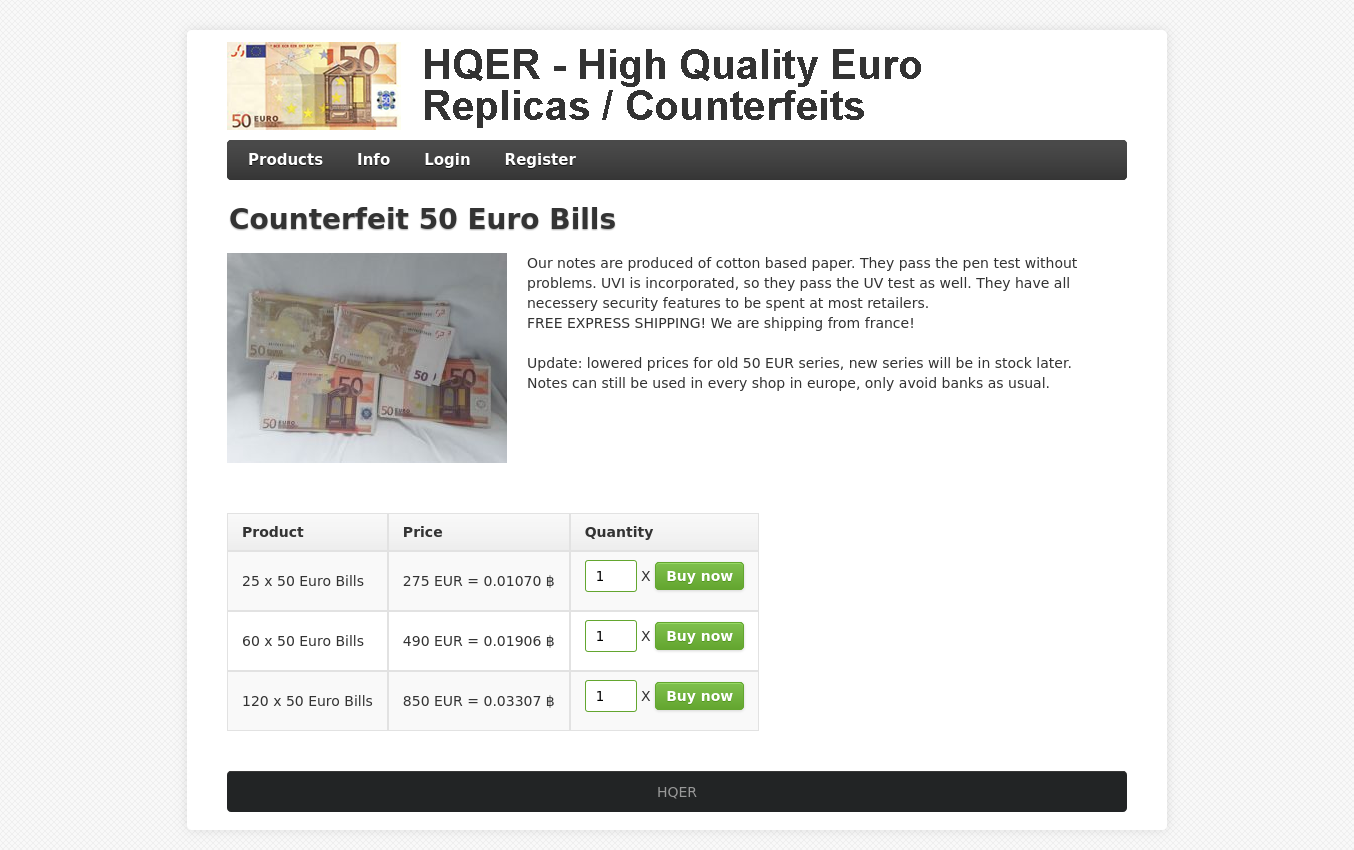 HQER - High Quality Euro
Replicas / Counterfeits
50 EURO
Products Info Login Register
Counterfeit 50 Euro Bills
Our notes are produced of cotton based paper. They pass the pen test without
problems. UVI is incorporated, so they pass the UV test as well. They have all
necessery security features to be spent at most retailers.
FREE EXPRESS SHIPPING! We are shipping from france!
Update: lowered prices for old 50 EUR series, new series will be in stock later.
Notes can still be used in every shop in europe, only avoid banks as usual.
Product Price Quantity
25 x 50 Euro Bills 275 EUR = 0.01070 ฿ 1 X Buy now
60 x 50 Euro Bills 490 EUR = 0.01906 ฿ 1 X Buy now
120 x 50 Euro Bills 850 EUR = 0.03307 ฿ 1 X Buy now
HQER